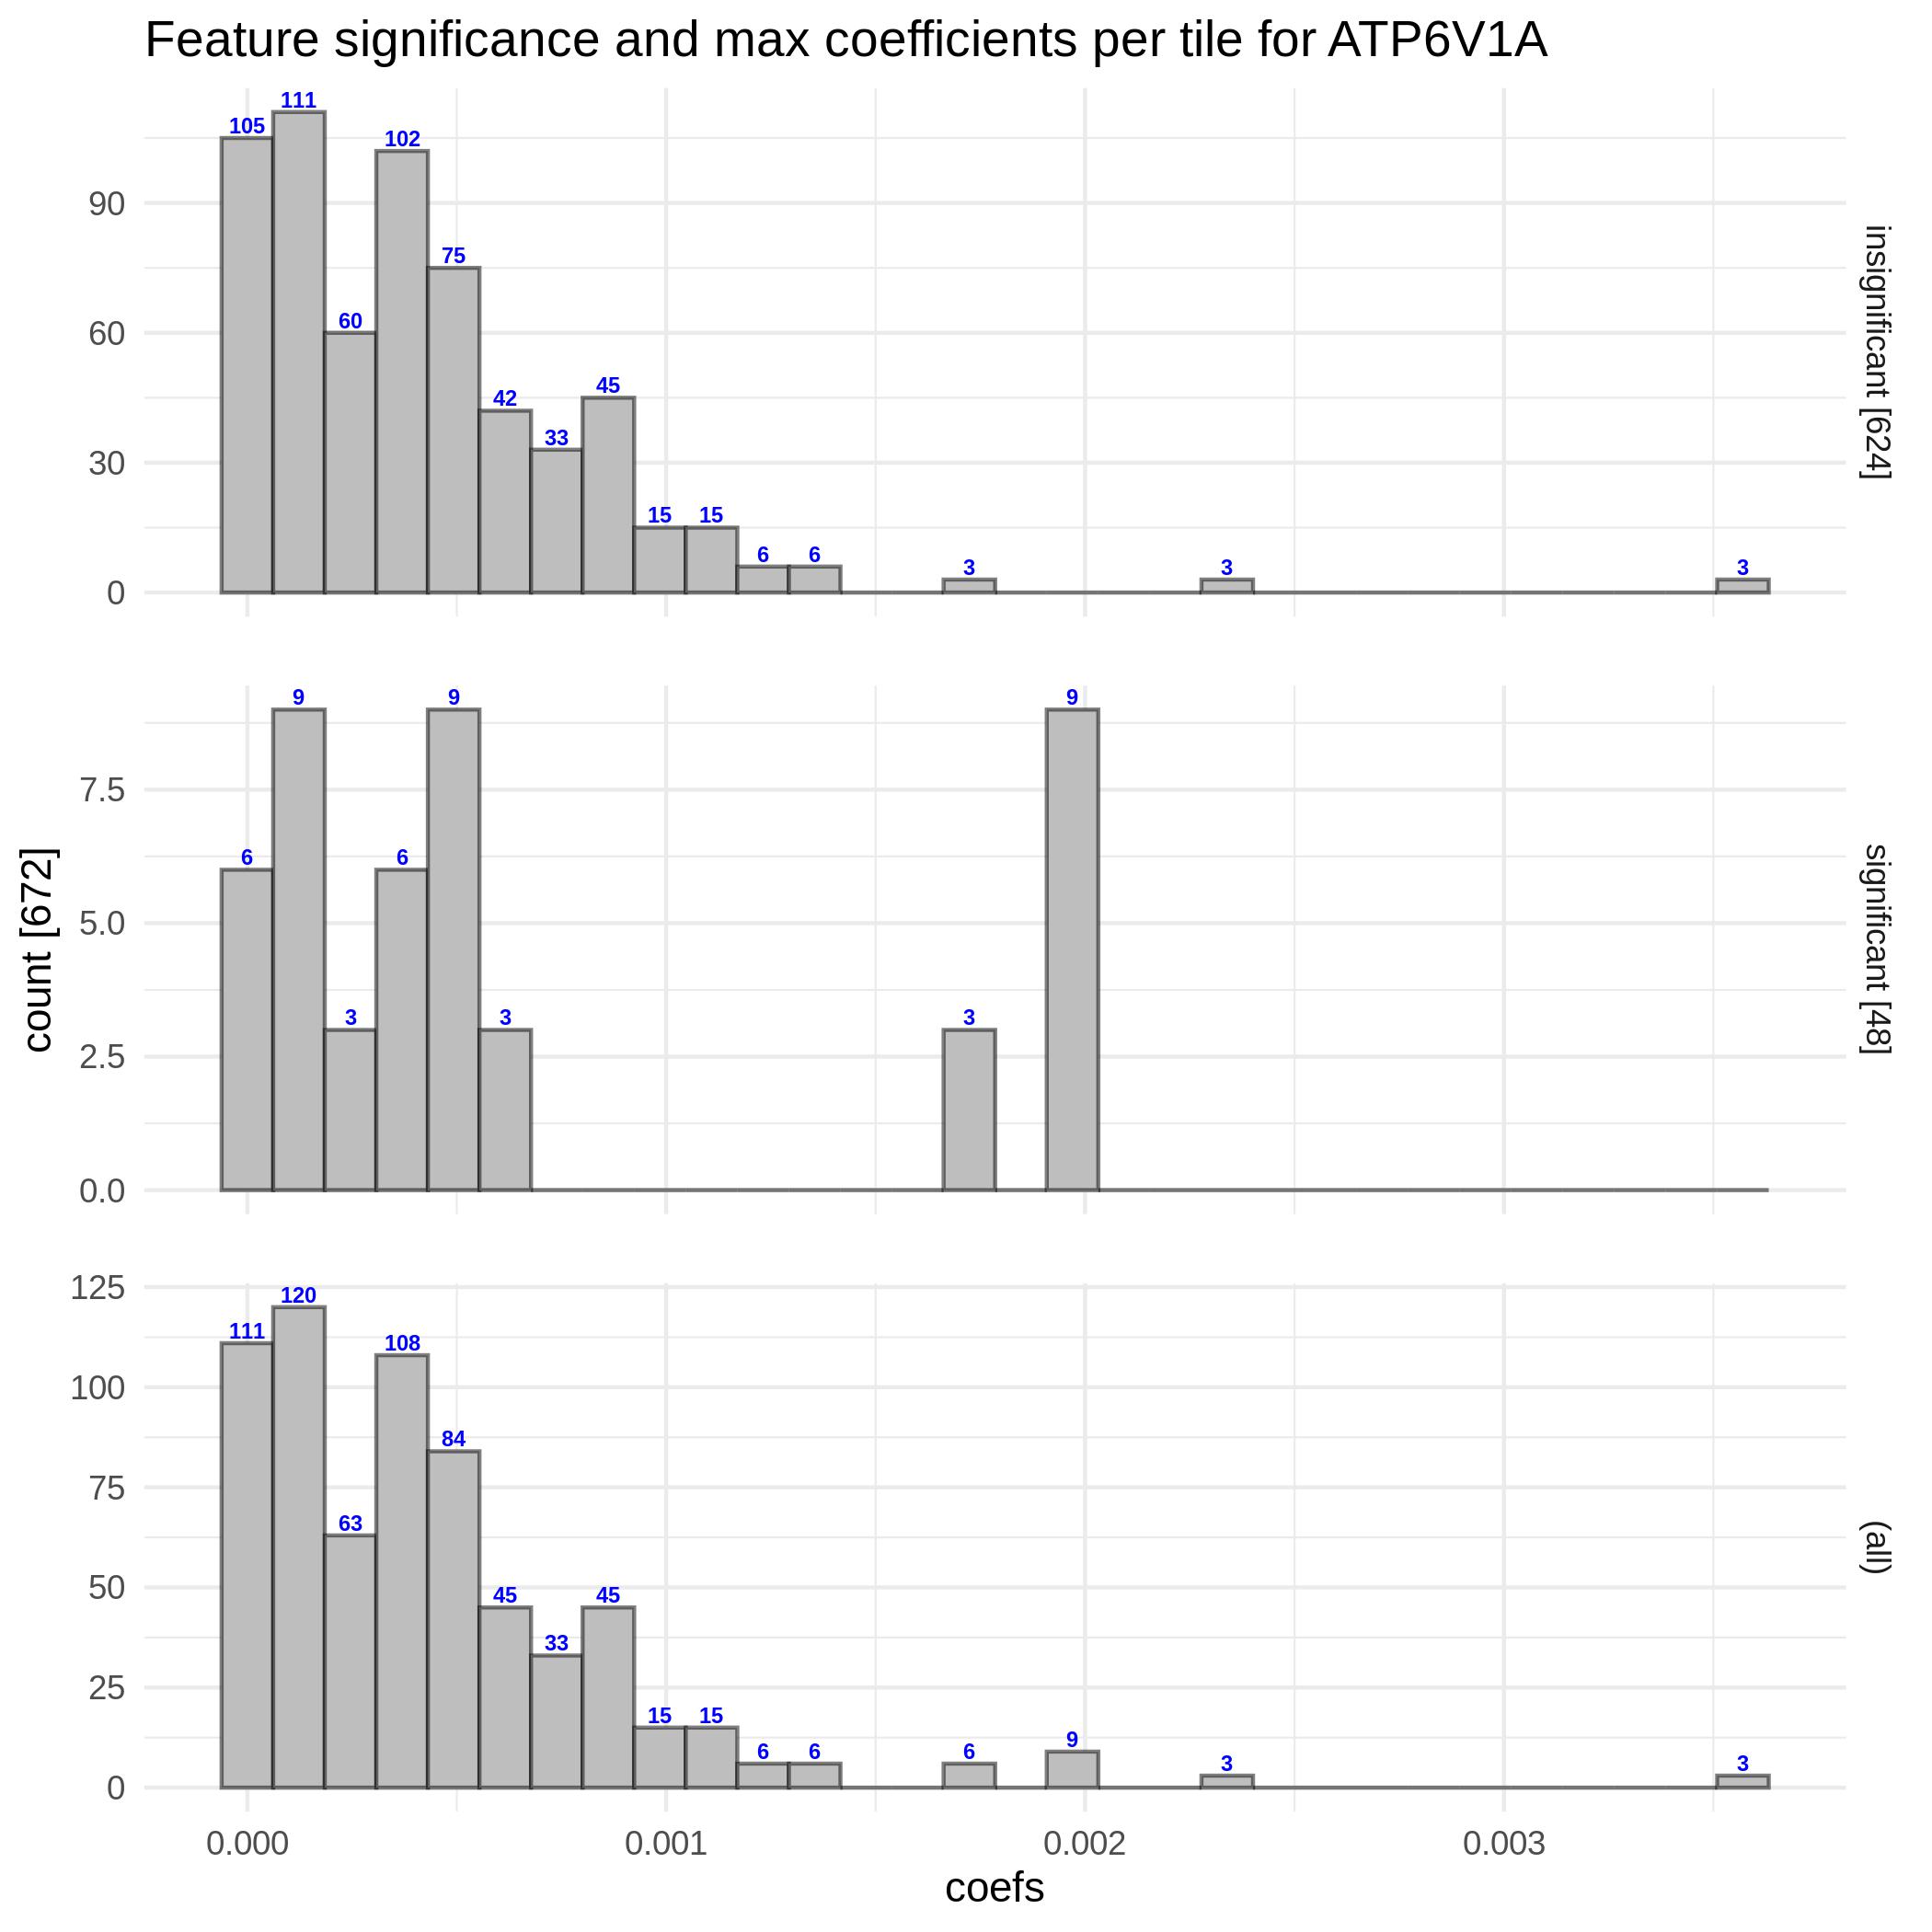 Feature significance and max coefficients per tile for ATP6V1A
105 111 60 102 75 42 33 45 15 15 6 6 3 3 3
90
60
30
0
insignificant [624]
count [672]
6 9 3 6 9 3 3 9
7.5
5.0
2.5
0.0
significant [48]
111 120 63 108 84 45 33 45 15 15 6 6 6 9 3 3
125
100
75
50
25
0
(all)
0.000 0.001 0.002 0.003
coefs